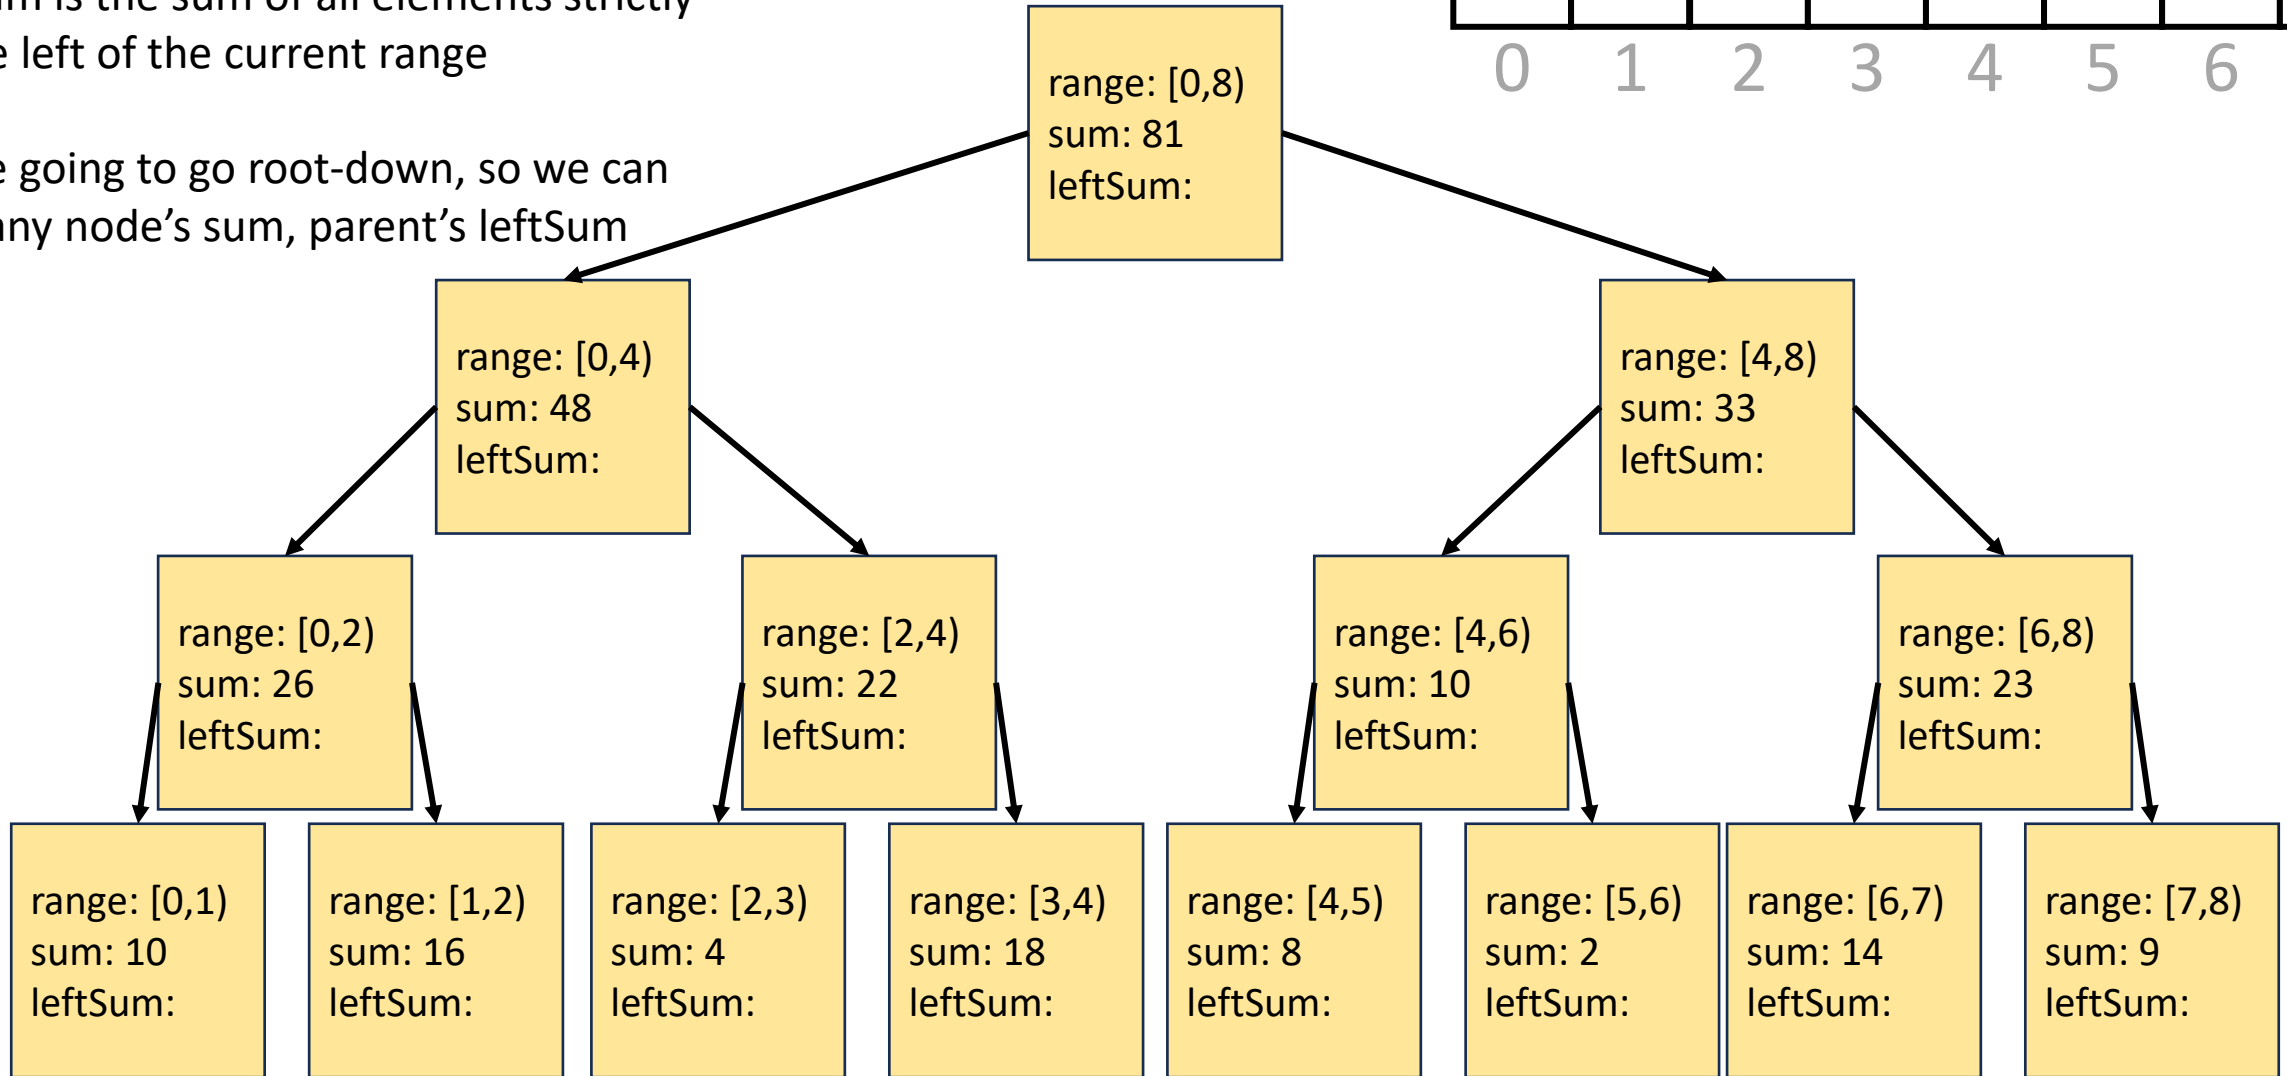 is the sum of all elements strictly
left of the current range
going to go root-down, so we can
any node's sum, parent's leftSum
0 1 2 3 4 5 6
range: [0,8)
sum: 81
leftSum:
range: [0,4)
sum: 48
leftSum:
range: [4,8)
sum: 33
leftSum:
range: [0,2)
sum: 26
leftSum:
range: [2,4)
sum: 22
leftSum:
range: [4,6)
sum: 10
leftSum:
range: [6,8)
sum: 23
leftSum:
range: [0,1)
sum: 10
leftSum:
range: [1,2)
sum: 16
leftSum:
range: [2,3)
sum: 4
leftSum:
range: [3,4)
sum: 18
leftSum:
range: [4,5)
sum: 8
leftSum:
range: [5,6)
sum: 2
leftSum:
range: [6,7)
sum: 14
leftSum:
range: [7,8)
sum: 9
leftSum: